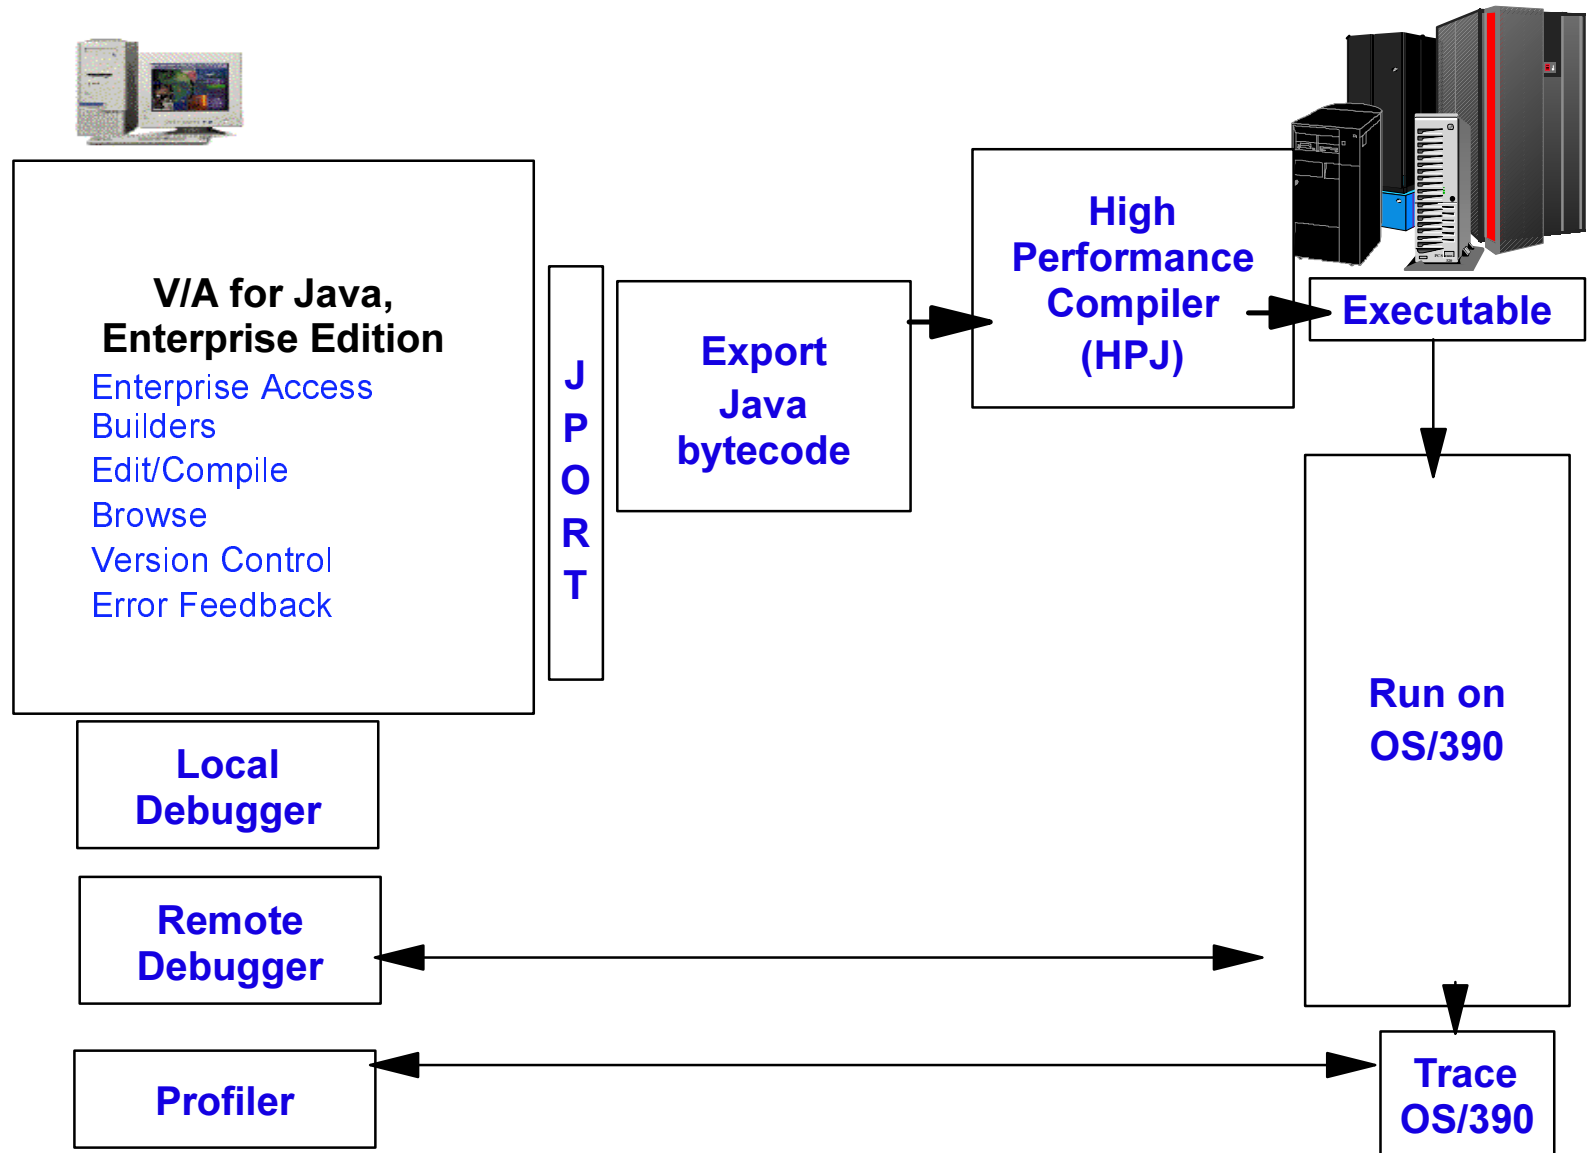 V/A for Java,
Enterprise Edition
Enterprise Access
Builders
Edit/Compile
Browse
Version Control
Error Feedback
J
P
O
R
T
Export
Java
bytecode
High
Performance
Compiler
(HPJ)
Executable
Run on
OS/390
Local
Debugger
Remote
Debugger
Profiler
Trace
OS/390